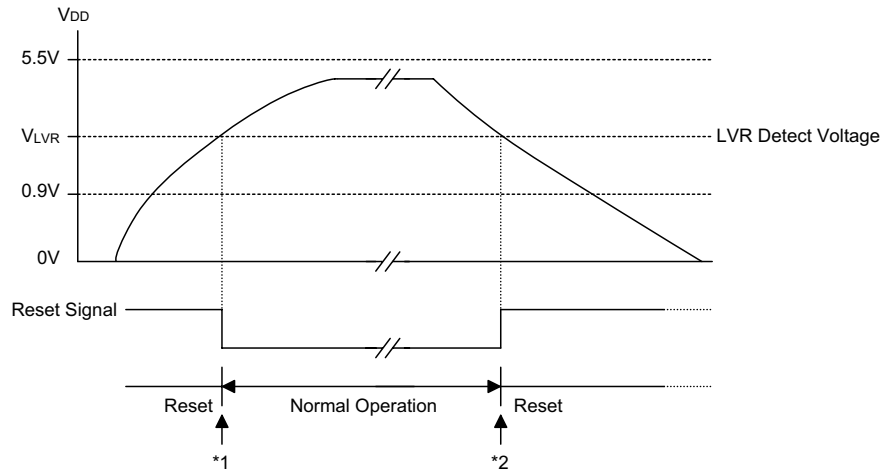 VDD
5.5V
VLVR
LVR Detect Voltage
0.9V
0V
Reset Signal
Reset
Normal Operation
Reset
*1
*2